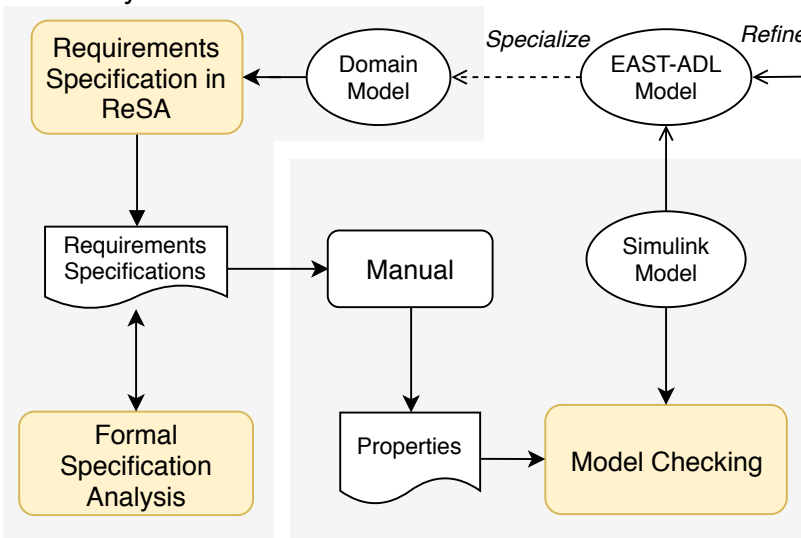 Specialize
Refine
Requirements
Specification in
ReSA
Domain
Model
EAST-ADL
Model
Requirements
Specifications
Manual
Simulink
Model
Formal
Specification
Analysis
Properties
Model Checking